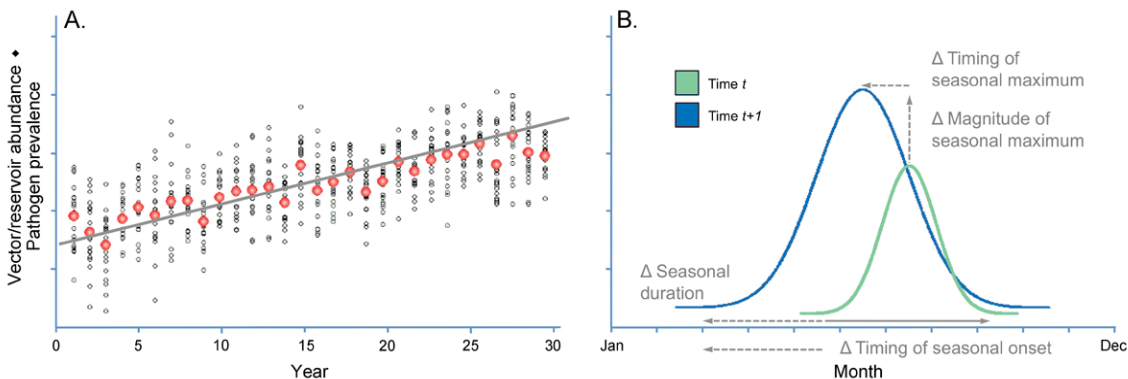 A.
Vector/reservoir abundance ◆
Pathogen prevalence
0
5
10
15
20
25
30
Year
B.
Time t
Time t+1
Δ Timing of
seasonal maximum
Δ Magnitude of
seasonal maximum
Δ Seasonal
duration
Jan
Dec
Δ Timing of seasonal onset
Month